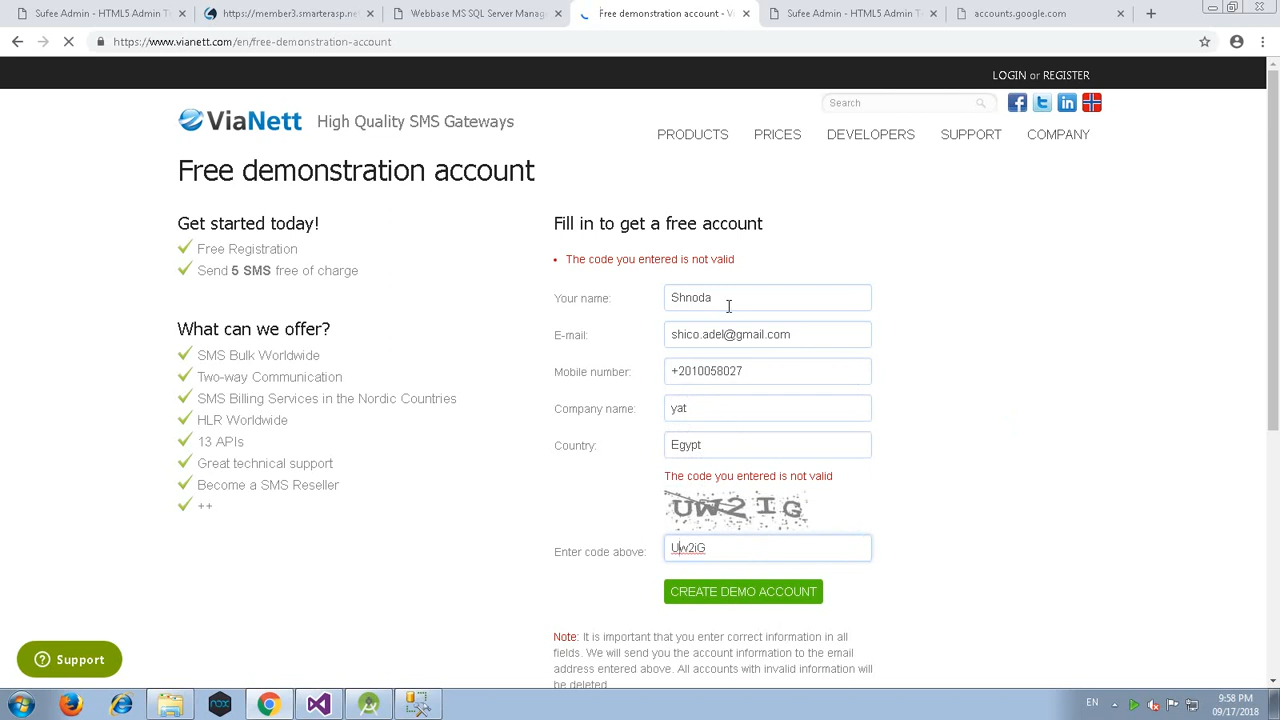 Sufee Admin - HTML5 Admin T
https://member3.smarterasp.ne
Webbase MS SQL Server Mana
Free demonstration account - V
Sufee Admin - HTML5 Admin T
accounts.google.com
https://www.vianett.com/en/free-demonstration-account
LOGIN or REGISTER
Search
ViaNett High Quality SMS Gateways
PRODUCTS PRICES DEVELOPERS SUPPORT COMPANY
Free demonstration account
Get started today!
Free Registration
Send 5 SMS free of charge
What can we offer?
SMS Bulk Worldwide
Two-way Communication
SMS Billing Services in the Nordic Countries
HLR Worldwide
13 APIs
Great technical support
Become a SMS Reseller
++
Fill in to get a free account
The code you entered is not valid
Your name: Shnoda
E-mail: shico.adel@gmail.com
Mobile number: +2010058027
Company name: yat
Country: Egypt
The code you entered is not valid
UW2IG
Enter code above: Uw2iG
CREATE DEMO ACCOUNT
Note: It is important that you enter correct information in all
fields. We will send you the account information to the email
address entered above. All accounts with invalid information will
be deleted.
Support
nox
EN
9:58 PM
09/17/2018